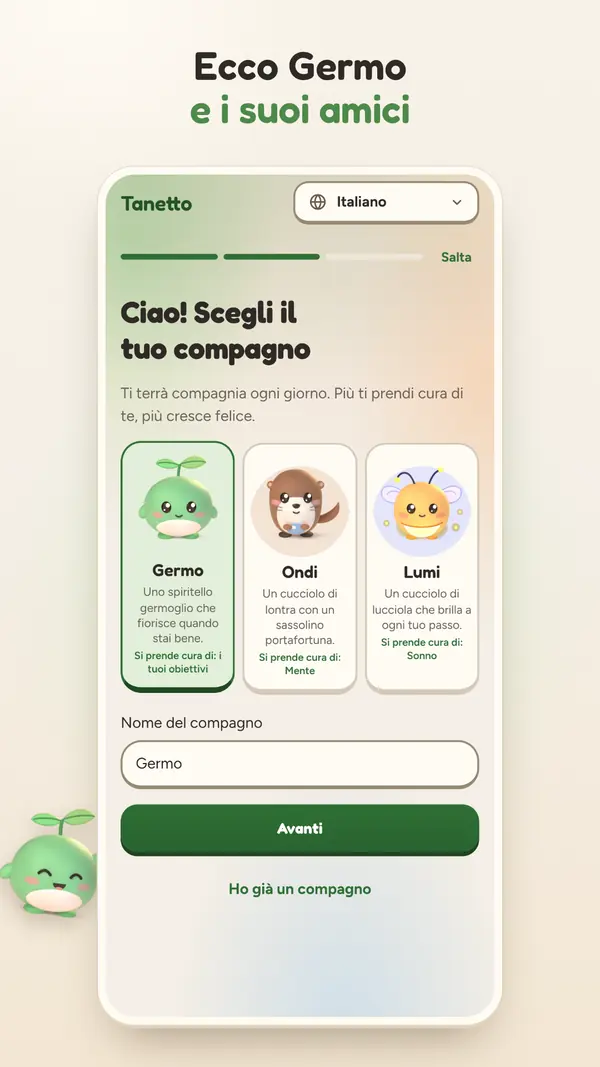 Ecco Germo
e i suoi amici
Tanetto
Italiano
Salta
Ciao! Scegli il
tuo compagno
Ti terrà compagnia ogni giorno. Più ti prendi cura di
te, più cresce felice.
Germo
Uno spiritello
germoglio che
fiorisce quando
stai bene.
Si prende cura di: i
tuoi obiettivi
Ondi
Un cucciolo di
lontra con un
sassolino
portafortuna.
Si prende cura di:
Mente
Lumi
Un cucciolo di
lucciola che brilla a
ogni tuo passo.
Si prende cura di:
Sonno
Nome del compagno
Germo
Avanti
Ho già un compagno